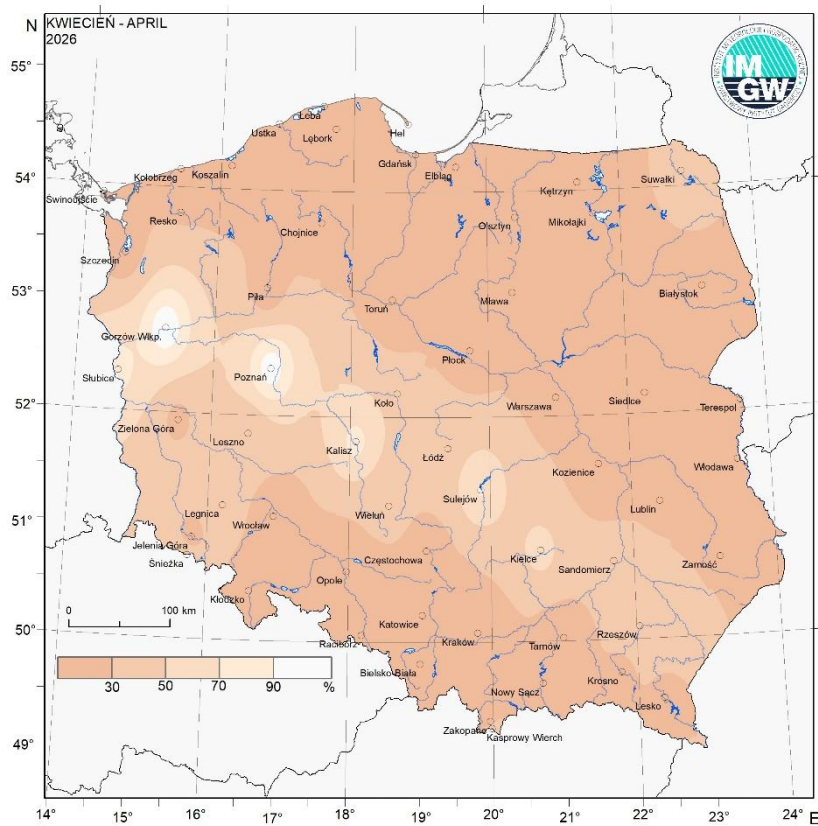 KWIECIEŃ - APRIL
2026
N
IM
GW
55°
54°
53°
52°
51°
50°
49°
Łeba
Ustka
Lębork
Hel
Gdańsk
Elbląg
Kołobrzeg
Koszalin
Kętrzyn
Suwałki
Świnoujście
Resko
Chojnice
Olsztyn
Mikołajki
Szczecin
Piła
Toruń
Mława
Białystok
Gorzów Wlkp.
Płock
Słubice
Poznań
Koło
Warszawa
Siedlce
Terespol
Zielona Góra
Leszno
Kalisz
Łódź
Kozienice
Włodawa
Sulejów
Legnica
Wieluń
Lublin
Wrocław
Jelenia Góra
Częstochowa
Kielce
Sandomierz
Zamość
Śnieżka
Opole
Kłodzko
0 100 km
Katowice
Kraków
Tarnów
Rzeszów
Racibórz
Bielsko-Biała
Nowy Sącz
Krosno
Lesko
Zakopane
Kasprowy Wierch
30 50 70 90 %
14° 15° 16° 17° 18° 19° 20° 21° 22° 23° E